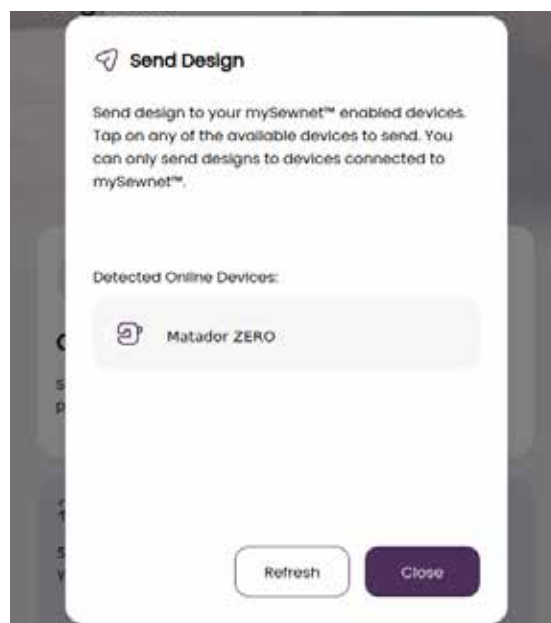 Send Design
Send design to your mySewnet™ enabled devices.
Tap on any of the available devices to send. You
can only send designs to devices connected to
mySewnet™.
Detected Online Devices:
Matador ZERO
Refresh
Close